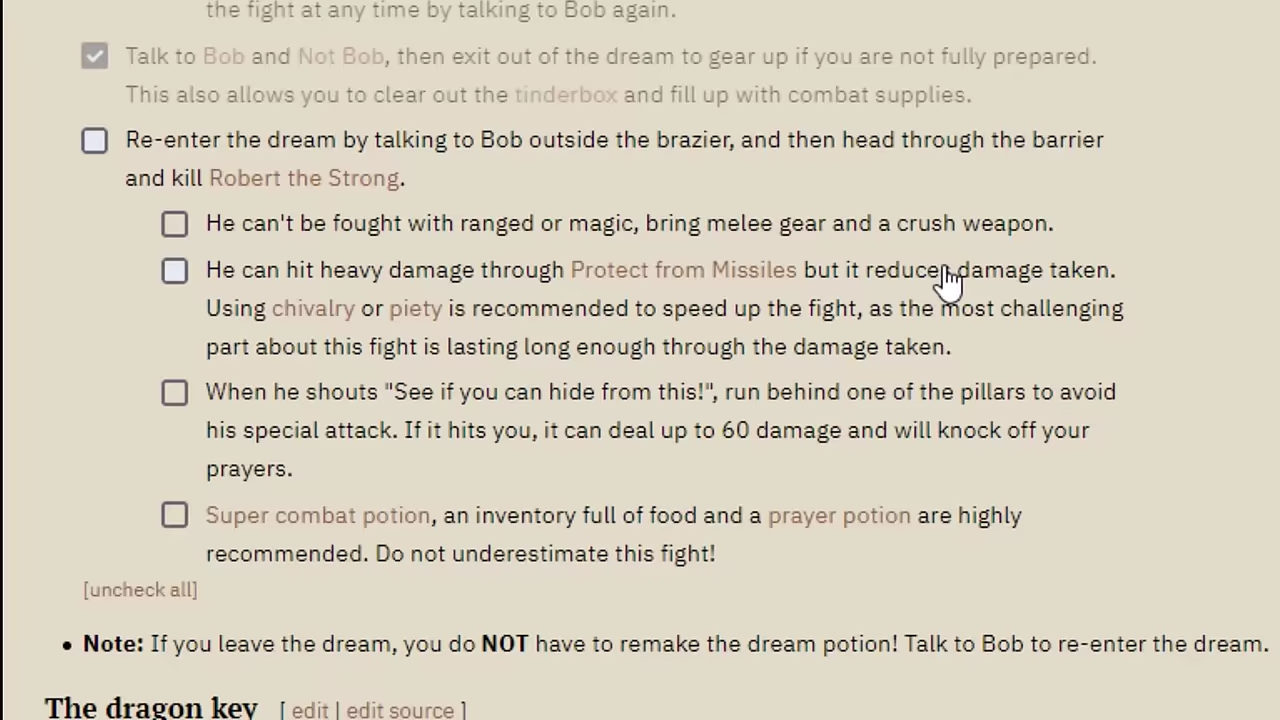 the fight at any time by talking to Bob again.
Talk to Bob and Not Bob, then exit out of the dream to gear up if you are not fully prepared.
This also allows you to clear out the tinderbox and fill up with combat supplies.
Re-enter the dream by talking to Bob outside the brazier, and then head through the barrier
and kill Robert the Strong.
He can't be fought with ranged or magic, bring melee gear and a crush weapon.
He can hit heavy damage through Protect from Missiles but it reduces damage taken.
Using chivalry or piety is recommended to speed up the fight, as the most challenging
part about this fight is lasting long enough through the damage taken.
When he shouts "See if you can hide from this!", run behind one of the pillars to avoid
his special attack. If it hits you, it can deal up to 60 damage and will knock off your
prayers.
Super combat potion, an inventory full of food and a prayer potion are highly
recommended. Do not underestimate this fight!
[uncheck all]
• Note: If you leave the dream, you do NOT have to remake the dream potion! Talk to Bob to re-enter the dream.
The dragon key [ edit | edit source ]